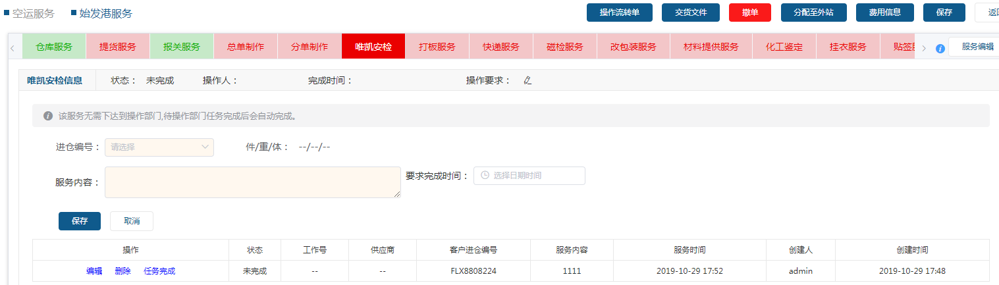 空运服务 始发港服务 操作流转单 交货文件 撤单 分配至外站 费用信息 保存
仓库服务 提货服务 报关服务 总单制作 分单制作 唯凯安检 打板服务 快递服务 磁检服务 改包装服务 材料提供服务 化工鉴定 挂衣服务 贴签 服务编辑
唯凯安检信息 状态： 未完成 操作人： 完成时间： 操作要求：
该服务无需下达到操作部门,待操作部门任务完成后会自动完成。
进仓编号： 请选择 件/重/体： --/--/--
服务内容： 要求完成时间： 选择日期时间
保存 取消
操作 状态 工作号 供应商 客户进仓编号 服务内容 服务时间 创建人 创建时间
编辑 删除 任务完成 未完成 -- -- FLX8808224 1111 2019-10-29 17:52 admin 2019-10-29 17:48